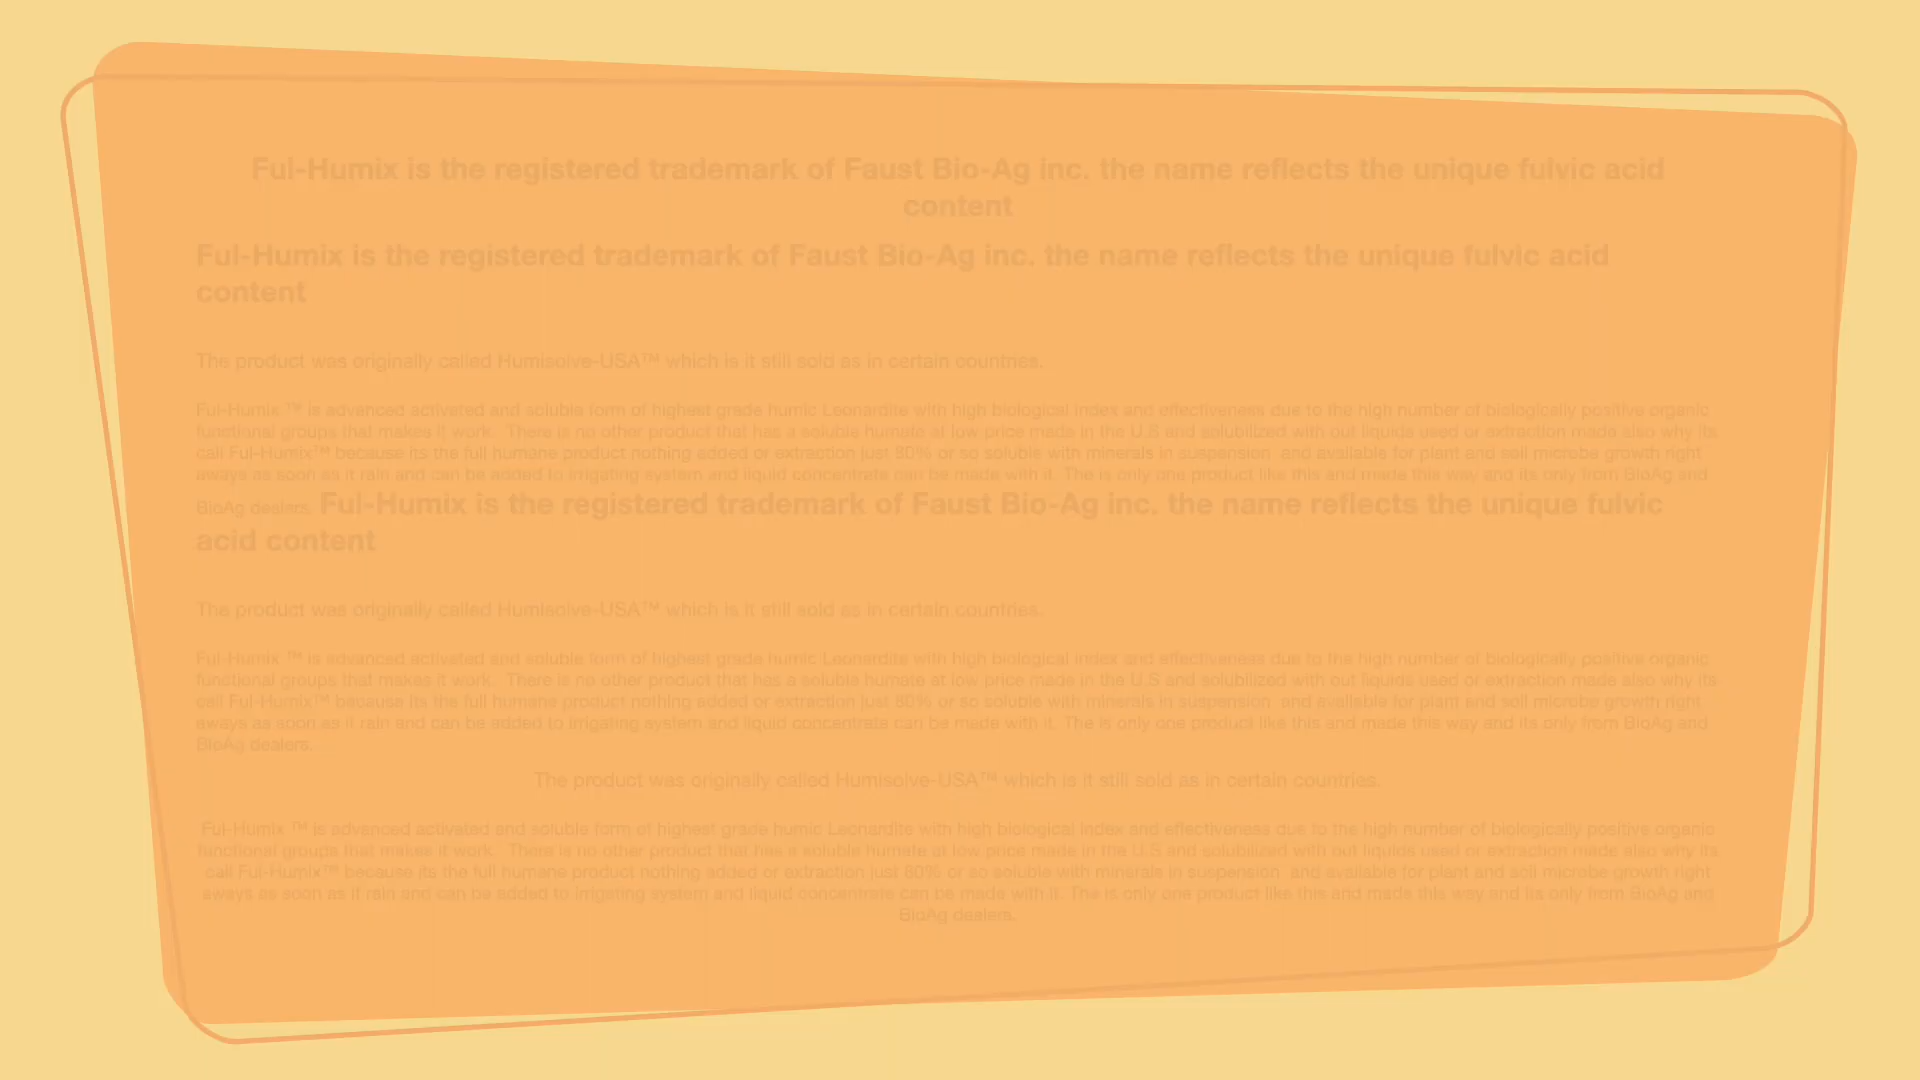 Ful-Humix is the registered trademark of Faust Bio-Ag inc. the name reflects the unique fulvic acid
content
Ful-Humix is the registered trademark of Faust Bio-Ag inc. the name reflects the unique fulvic acid
content
The product was originally called Humisolve-USA™ which is it still sold as in certain countries.
Ful-Humix ™ is advanced activated and soluble form of highest grade humic Leonardite with high biological index and effectiveness due to the high number of biologically positive organic
functional groups that makes it work.  There is no other product that has a soluble humate at low price made in the U.S and solubilized with out liquids used or extraction made also why its
call Ful-Humix™ because its the full humane product nothing added or extraction just 80% or so soluble with minerals in suspension  and available for plant and soil microbe growth right
aways as soon as it rain and can be added to irrigating system and liquid concentrate can be made with it. The is only one product like this and made this way and its only from BioAg and
BioAg dealers. Ful-Humix is the registered trademark of Faust Bio-Ag inc. the name reflects the unique fulvic
acid content
The product was originally called Humisolve-USA™ which is it still sold as in certain countries.
Ful-Humix ™ is advanced activated and soluble form of highest grade humic Leonardite with high biological index and effectiveness due to the high number of biologically positive organic
functional groups that makes it work.  There is no other product that has a soluble humate at low price made in the U.S and solubilized with out liquids used or extraction made also why its
call Ful-Humix™ because its the full humane product nothing added or extraction just 80% or so soluble with minerals in suspension  and available for plant and soil microbe growth right
aways as soon as it rain and can be added to irrigating system and liquid concentrate can be made with it. The is only one product like this and made this way and its only from BioAg and
BioAg dealers.
The product was originally called Humisolve-USA™ which is it still sold as in certain countries.
Ful-Humix ™ is advanced activated and soluble form of highest grade humic Leonardite with high biological index and effectiveness due to the high number of biologically positive organic
functional groups that makes it work.  There is no other product that has a soluble humate at low price made in the U.S and solubilized with out liquids used or extraction made also why its
call Ful-Humix™ because its the full humane product nothing added or extraction just 80% or so soluble with minerals in suspension  and available for plant and soil microbe growth right
aways as soon as it rain and can be added to irrigating system and liquid concentrate can be made with it. The is only one product like this and made this way and its only from BioAg and
BioAg dealers.